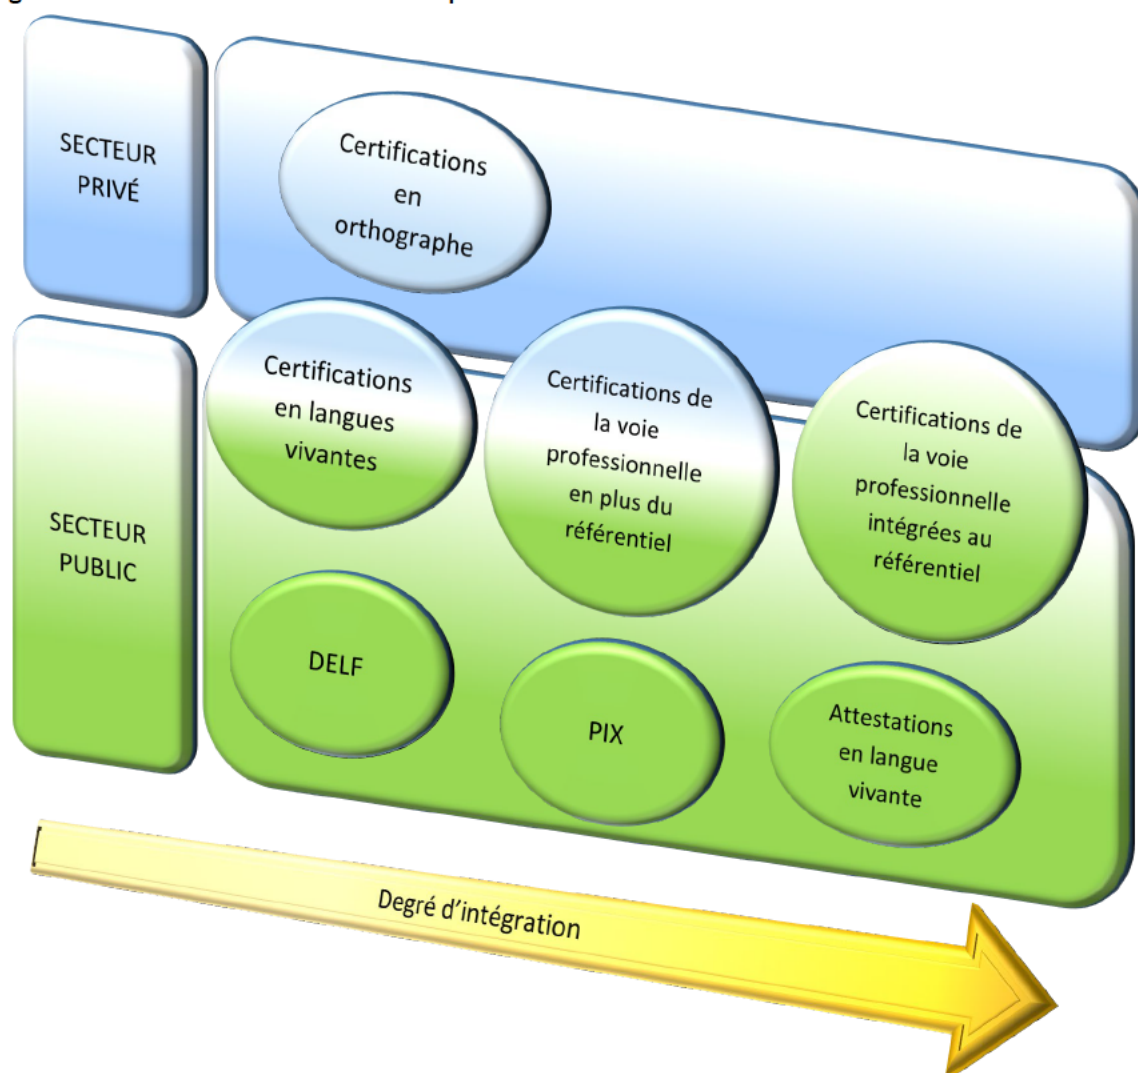 SECTEUR
PRIVÉ
Certifications
en
orthographe
Certifications
en langues
vivantes
Certifications de
la voie
professionnelle
en plus du
référentiel
Certifications de
la voie
professionnelle
intégrées au
référentiel
SECTEUR
PUBLIC
DELF
PIX
Attestations
en langue
vivante
Degré d'intégration